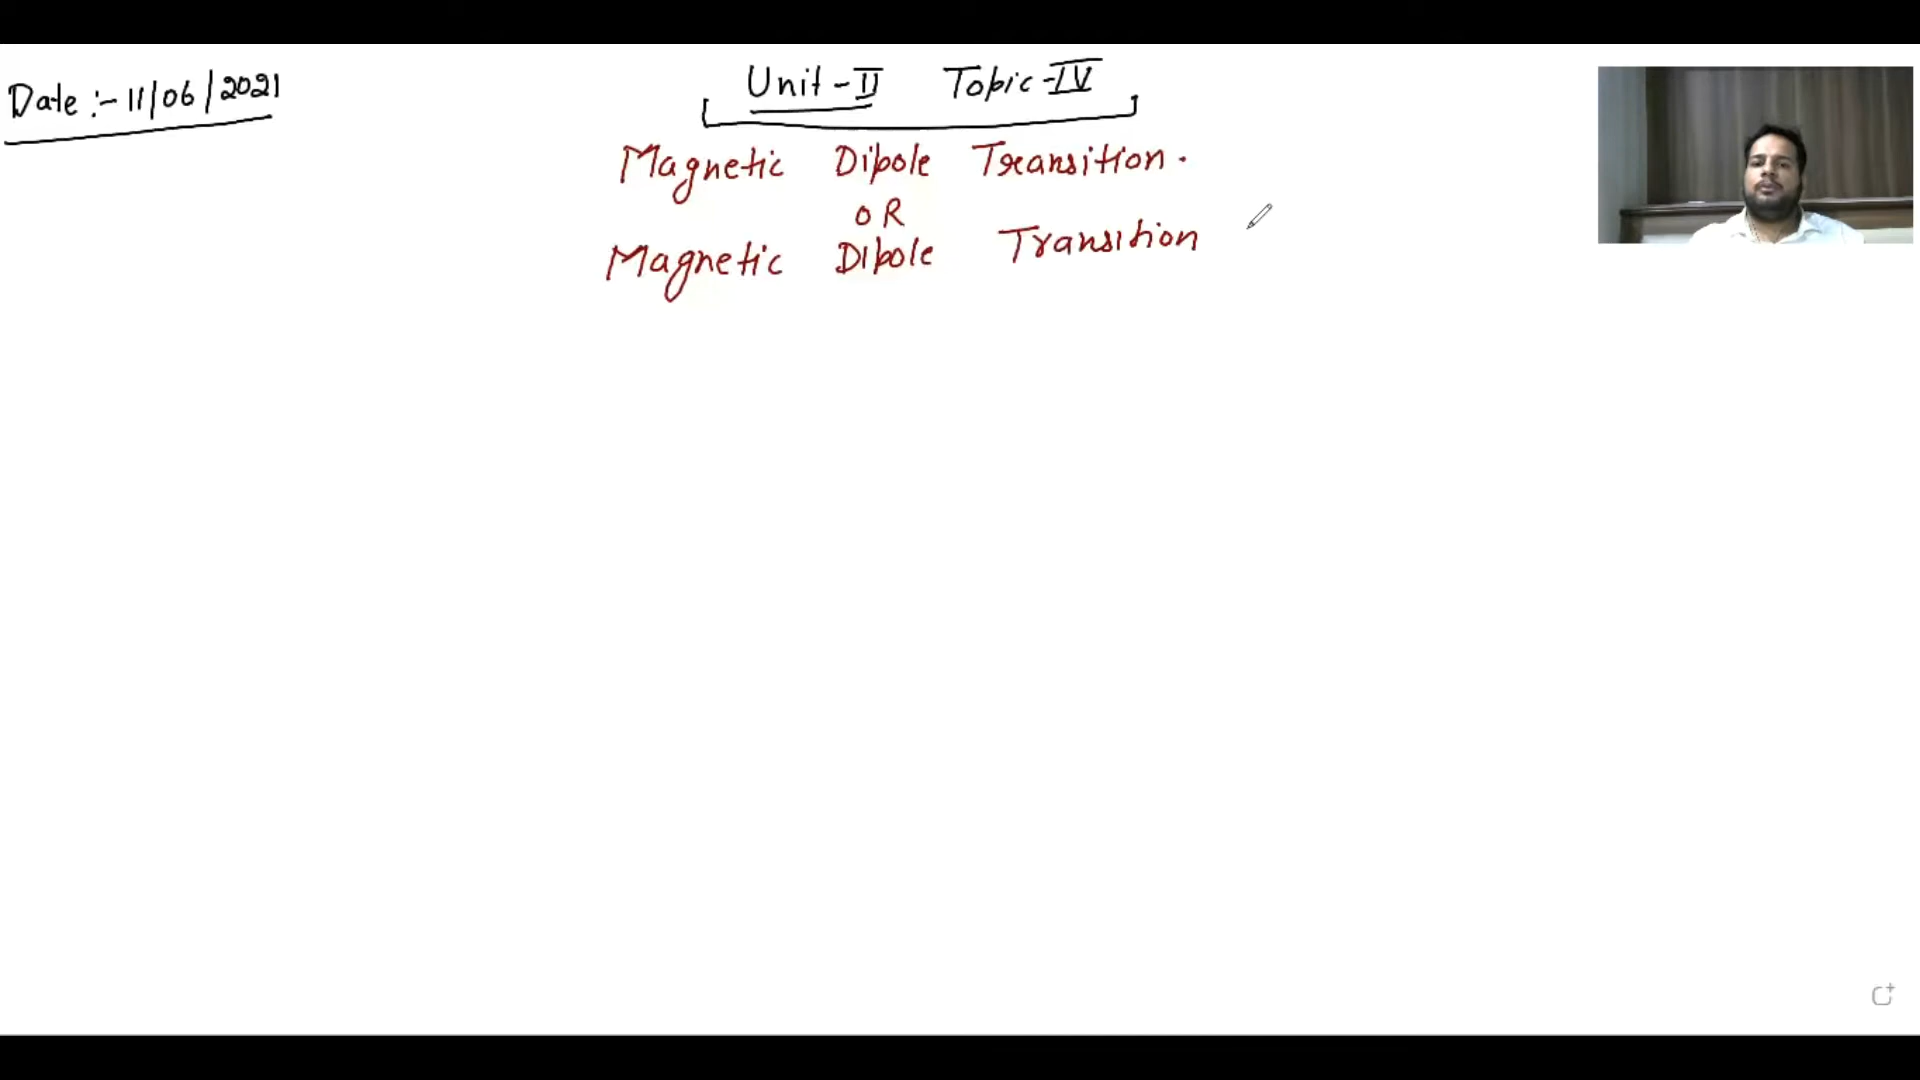 Date :- 11/06/2021
Unit - II Topic - IV
Magnetic Dipole Transition.
OR
Magnetic Dipole Transition